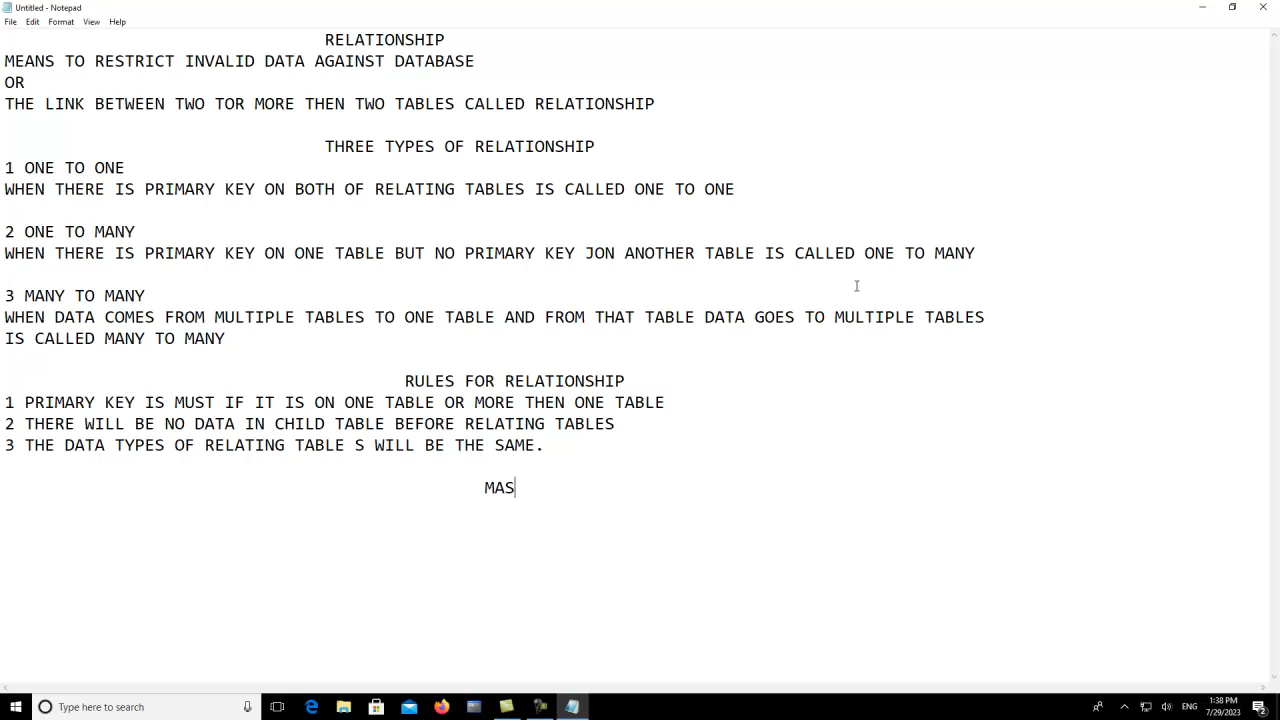 Untitled - Notepad
File Edit Format View Help
RELATIONSHIP
MEANS TO RESTRICT INVALID DATA AGAINST DATABASE
OR
THE LINK BETWEEN TWO TOR MORE THEN TWO TABLES CALLED RELATIONSHIP
THREE TYPES OF RELATIONSHIP
1 ONE TO ONE
WHEN THERE IS PRIMARY KEY ON BOTH OF RELATING TABLES IS CALLED ONE TO ONE
2 ONE TO MANY
WHEN THERE IS PRIMARY KEY ON ONE TABLE BUT NO PRIMARY KEY JON ANOTHER TABLE IS CALLED ONE TO MANY
3 MANY TO MANY
WHEN DATA COMES FROM MULTIPLE TABLES TO ONE TABLE AND FROM THAT TABLE DATA GOES TO MULTIPLE TABLES
IS CALLED MANY TO MANY
RULES FOR RELATIONSHIP
1 PRIMARY KEY IS MUST IF IT IS ON ONE TABLE OR MORE THEN ONE TABLE
2 THERE WILL BE NO DATA IN CHILD TABLE BEFORE RELATING TABLES
3 THE DATA TYPES OF RELATING TABLE S WILL BE THE SAME.
MAS
Type here to search
ENG
1:38 PM
7/29/2023
2